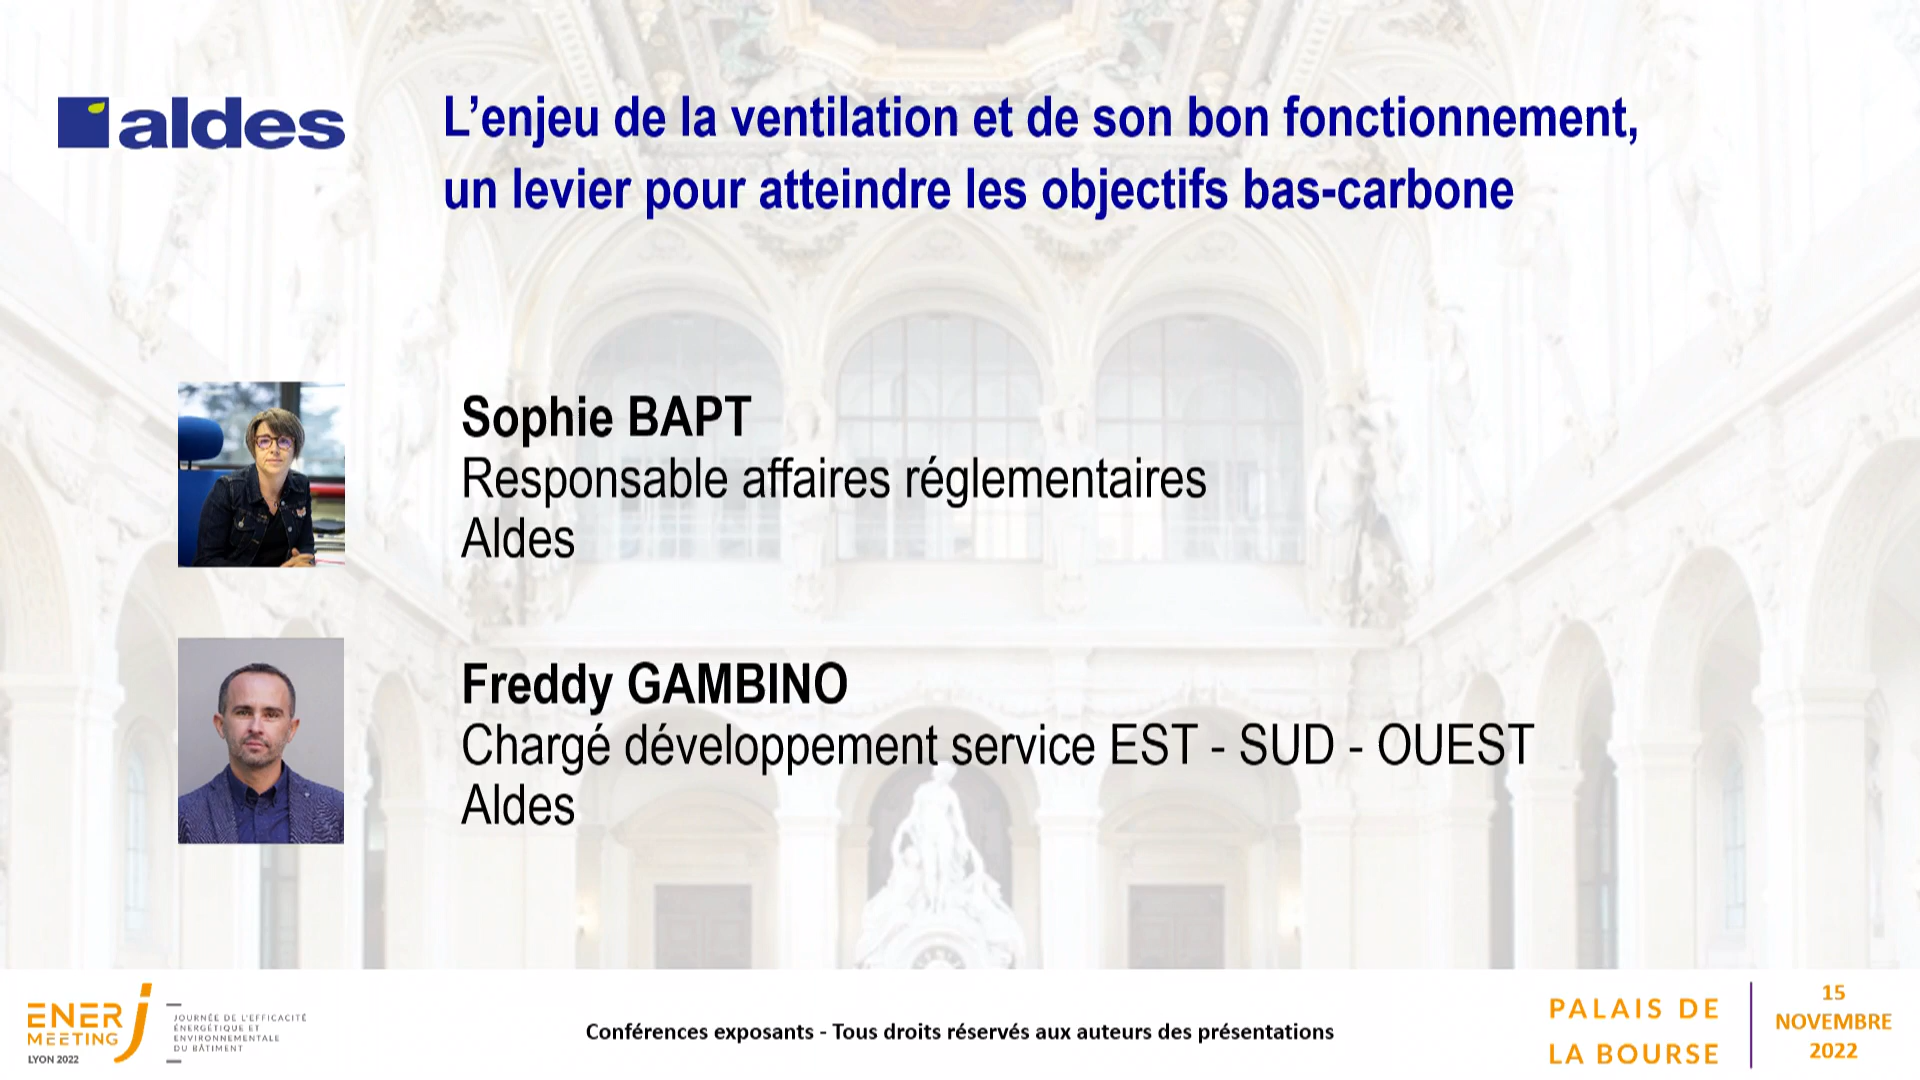 aldes
L’enjeu de la ventilation et de son bon fonctionnement,
un levier pour atteindre les objectifs bas-carbone
Sophie BAPT
Responsable affaires réglementaires
Aldes
Freddy GAMBINO
Chargé développement service EST - SUD - OUEST
Aldes
ENERJ
MEETING
LYON 2022
JOURNÉE DE L'EFFICACITÉ
ÉNERGÉTIQUE ET
ENVIRONNEMENTALE
DU BÂTIMENT
Conférences exposants - Tous droits réservés aux auteurs des présentations
PALAIS DE
LA BOURSE
15
NOVEMBRE
2022